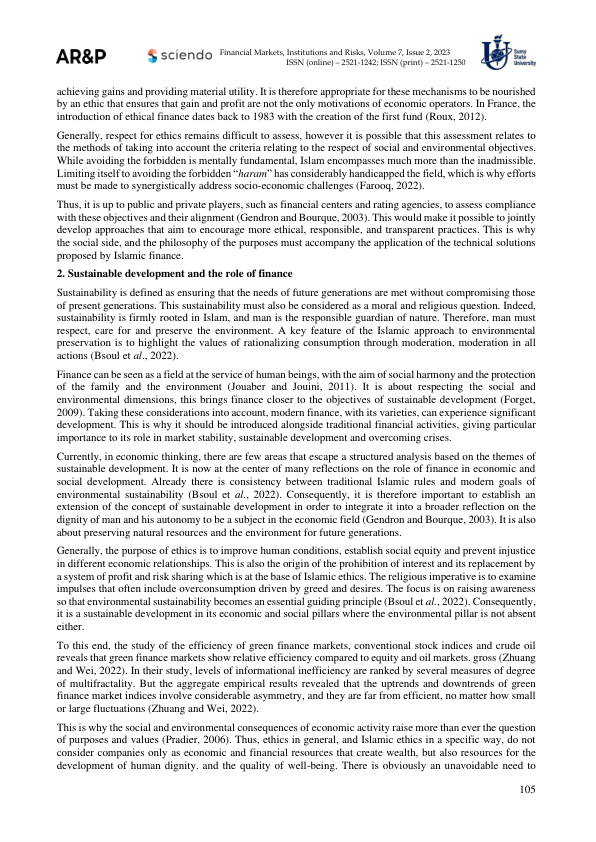 AR&P
sciendo
Financial Markets, Institutions and Risks, Volume 7, Issue 2, 2023
ISSN (online) – 2521-1242; ISSN (print) – 2521-1250
Sumy
State
University
achieving gains and providing material utility. It is therefore appropriate for these mechanisms to be nourished
by an ethic that ensures that gain and profit are not the only motivations of economic operators. In France, the
introduction of ethical finance dates back to 1983 with the creation of the first fund (Roux, 2012).
Generally, respect for ethics remains difficult to assess, however it is possible that this assessment relates to
the methods of taking into account the criteria relating to the respect of social and environmental objectives.
While avoiding the forbidden is mentally fundamental, Islam encompasses much more than the inadmissible.
Limiting itself to avoiding the forbidden “haram” has considerably handicapped the field, which is why efforts
must be made to synergistically address socio-economic challenges (Farooq, 2022).
Thus, it is up to public and private players, such as financial centers and rating agencies, to assess compliance
with these objectives and their alignment (Gendron and Bourque, 2003). This would make it possible to jointly
develop approaches that aim to encourage more ethical, responsible, and transparent practices. This is why
the social side, and the philosophy of the purposes must accompany the application of the technical solutions
proposed by Islamic finance.
2. Sustainable development and the role of finance
Sustainability is defined as ensuring that the needs of future generations are met without compromising those
of present generations. This sustainability must also be considered as a moral and religious question. Indeed,
sustainability is firmly rooted in Islam, and man is the responsible guardian of nature. Therefore, man must
respect, care for and preserve the environment. A key feature of the Islamic approach to environmental
preservation is to highlight the values of rationalizing consumption through moderation, moderation in all
actions (Bsoul et al., 2022).
Finance can be seen as a field at the service of human beings, with the aim of social harmony and the protection
of the family and the environment (Jouaber and Jouini, 2011). It is about respecting the social and
environmental dimensions, this brings finance closer to the objectives of sustainable development (Forget,
2009). Taking these considerations into account, modern finance, with its varieties, can experience significant
development. This is why it should be introduced alongside traditional financial activities, giving particular
importance to its role in market stability, sustainable development and overcoming crises.
Currently, in economic thinking, there are few areas that escape a structured analysis based on the themes of
sustainable development. It is now at the center of many reflections on the role of finance in economic and
social development. Already there is consistency between traditional Islamic rules and modern goals of
environmental sustainability (Bsoul et al., 2022). Consequently, it is therefore important to establish an
extension of the concept of sustainable development in order to integrate it into a broader reflection on the
dignity of man and his autonomy to be a subject in the economic field (Gendron and Bourque, 2003). It is also
about preserving natural resources and the environment for future generations.
Generally, the purpose of ethics is to improve human conditions, establish social equity and prevent injustice
in different economic relationships. This is also the origin of the prohibition of interest and its replacement by
a system of profit and risk sharing which is at the base of Islamic ethics. The religious imperative is to examine
impulses that often include overconsumption driven by greed and desires. The focus is on raising awareness
so that environmental sustainability becomes an essential guiding principle (Bsoul et al., 2022). Consequently,
it is a sustainable development in its economic and social pillars where the environmental pillar is not absent
either.
To this end, the study of the efficiency of green finance markets, conventional stock indices and crude oil
reveals that green finance markets show relative efficiency compared to equity and oil markets. gross (Zhuang
and Wei, 2022). In their study, levels of informational inefficiency are ranked by several measures of degree
of multifractality. But the aggregate empirical results revealed that the uptrends and downtrends of green
finance market indices involve considerable asymmetry, and they are far from efficient, no matter how small
or large fluctuations (Zhuang and Wei, 2022).
This is why the social and environmental consequences of economic activity raise more than ever the question
of purposes and values (Pradier, 2006). Thus, ethics in general, and Islamic ethics in a specific way, do not
consider companies only as economic and financial resources that create wealth, but also resources for the
development of human dignity. and the quality of well-being. There is obviously an unavoidable need to
105